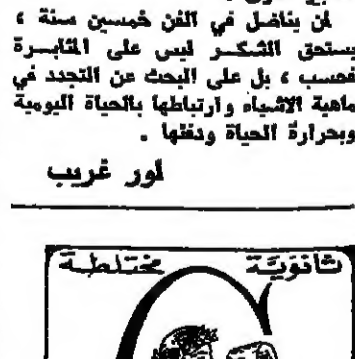 لمن يناضل في الفن خمسين سنة ،
يستحق الشكر ليس على المثابرة
فحسب ، بل على البحث عن التجدد في
ماهية الاشياء وارتباطها بالحياة اليومية
وبحرارة الحياة ودفئها .
لور غريب
ثانوية مختلطة